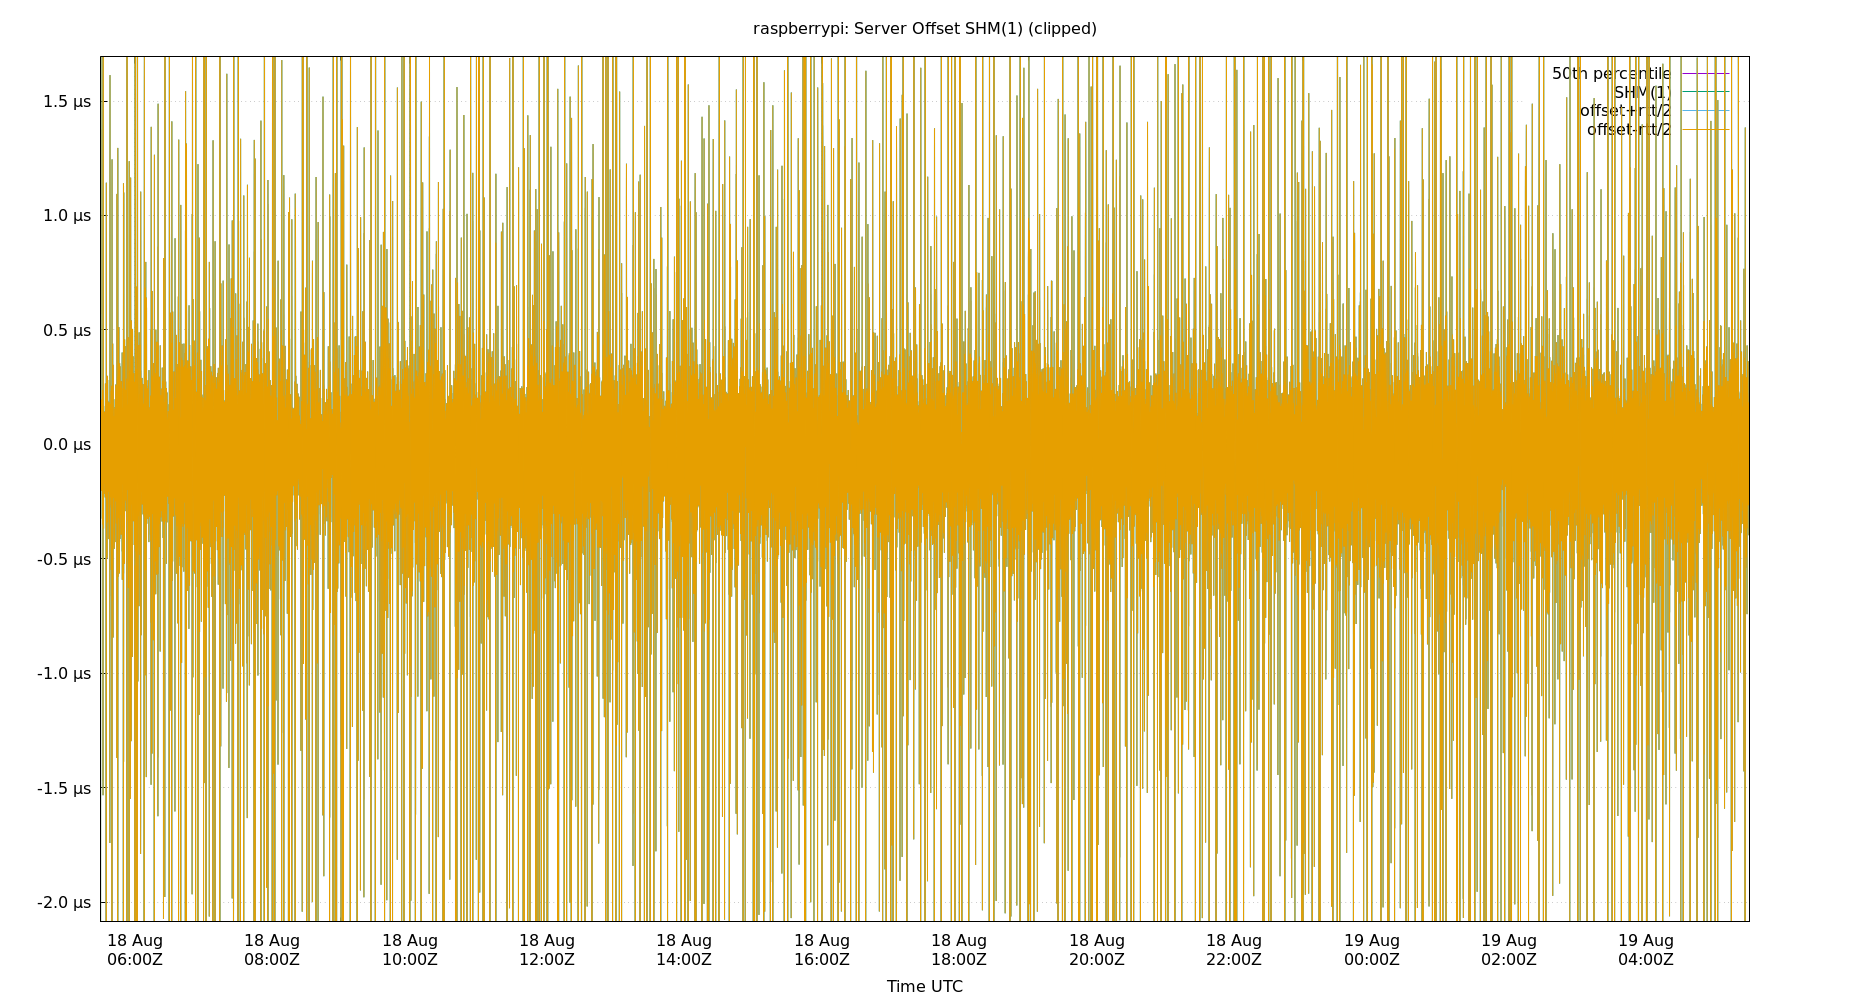 raspberrypi: Server Offset SHM(1) (clipped)
50th percentile
SHM(1)
offset+rtt/2
offset-rtt/2
1.5 µs
1.0 µs
0.5 µs
0.0 µs
-0.5 µs
-1.0 µs
-1.5 µs
-2.0 µs
18 Aug 18 Aug 18 Aug 18 Aug 18 Aug 18 Aug 18 Aug 18 Aug 18 Aug 19 Aug 19 Aug 19 Aug
06:00Z 08:00Z 10:00Z 12:00Z 14:00Z 16:00Z 18:00Z 20:00Z 22:00Z 00:00Z 02:00Z 04:00Z
Time UTC